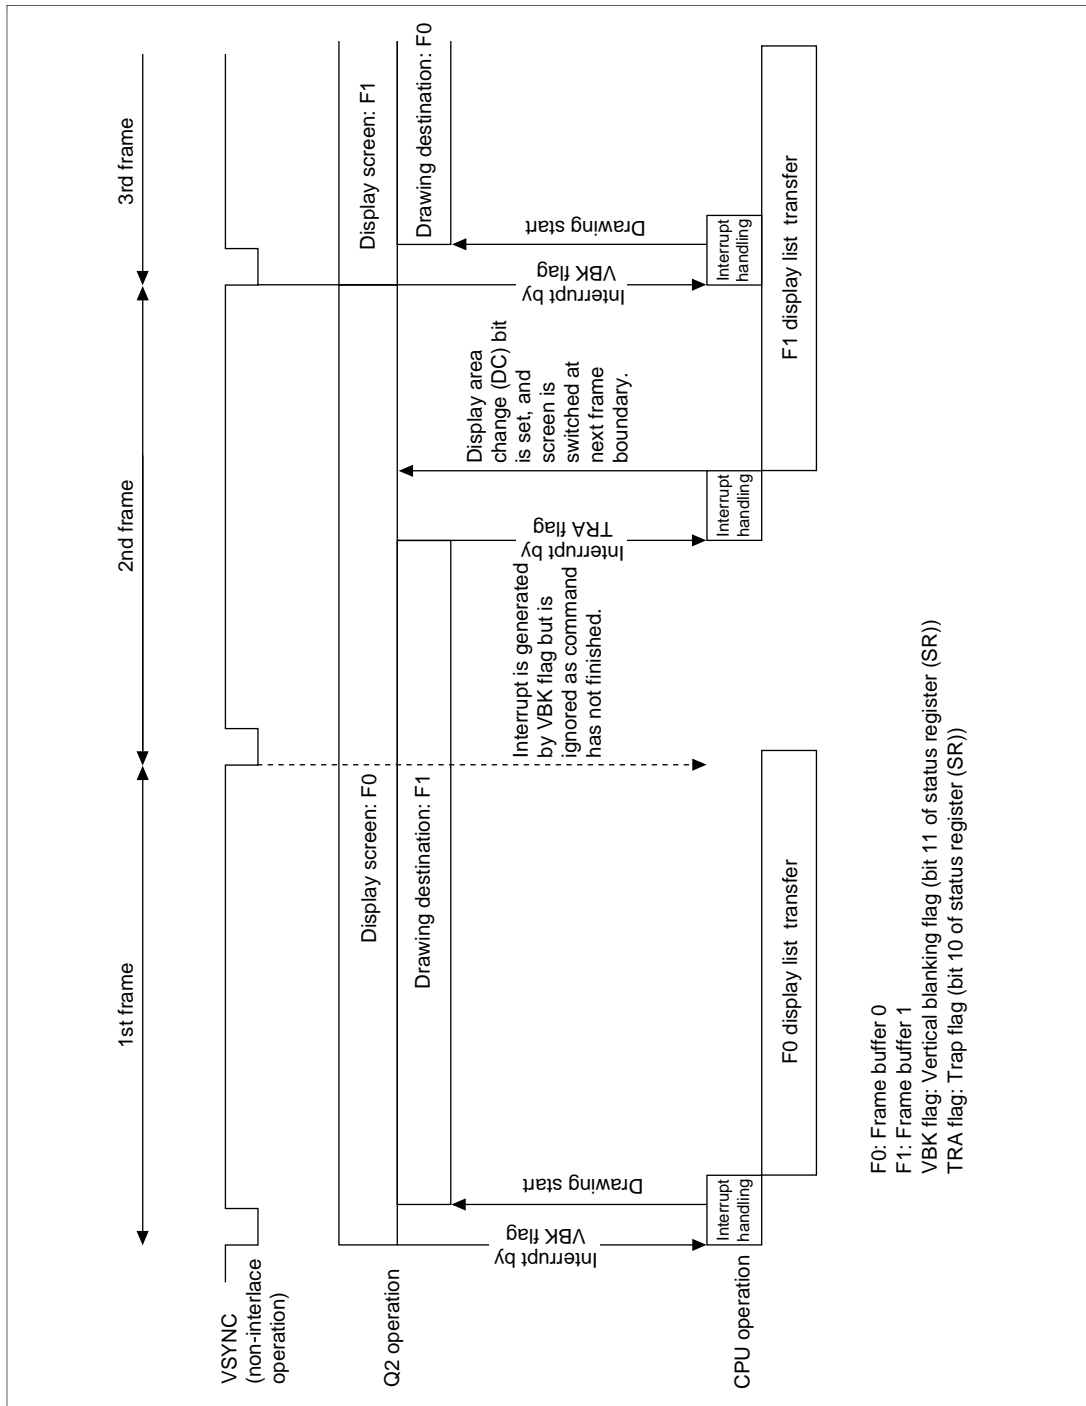 1st frame
2nd frame
3rd frame
VSYNC
(non-interlace
operation)
Q2 operation
Display screen: F0
Display screen: F1
Drawing destination: F1
Drawing destination: F0
Interrupt by
VBK flag
Drawing start
Interrupt is generated
by VBK flag but is
ignored as command
has not finished.
Interrupt by
TRA flag
Display area
change (DC) bit
is set, and
screen is
switched at
next frame
boundary.
Interrupt by
VBK flag
Drawing start
CPU operation
Interrupt
handling
Interrupt
handling
Interrupt
handling
F0 display list transfer
F1 display list transfer
F0: Frame buffer 0
F1: Frame buffer 1
VBK flag: Vertical blanking flag (bit 11 of status register (SR))
TRA flag: Trap flag (bit 10 of status register (SR))